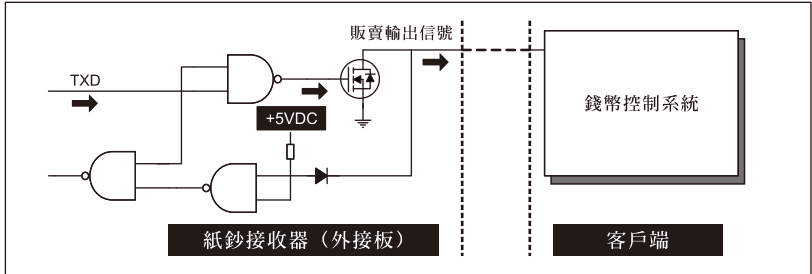 販賣輸出信號
TXD
+5VDC
錢幣控制系統
紙鈔接收器（外接板）
客戶端